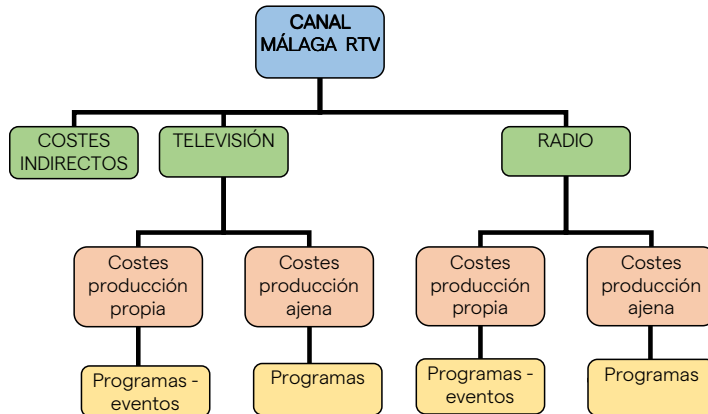 CANAL
MÁLAGA RTV
COSTES
INDIRECTOS
TELEVISIÓN
RADIO
Costes
producción
propia
Costes
producción
ajena
Costes
producción
propia
Costes
producción
ajena
Programas -
eventos
Programas
Programas -
eventos
Programas